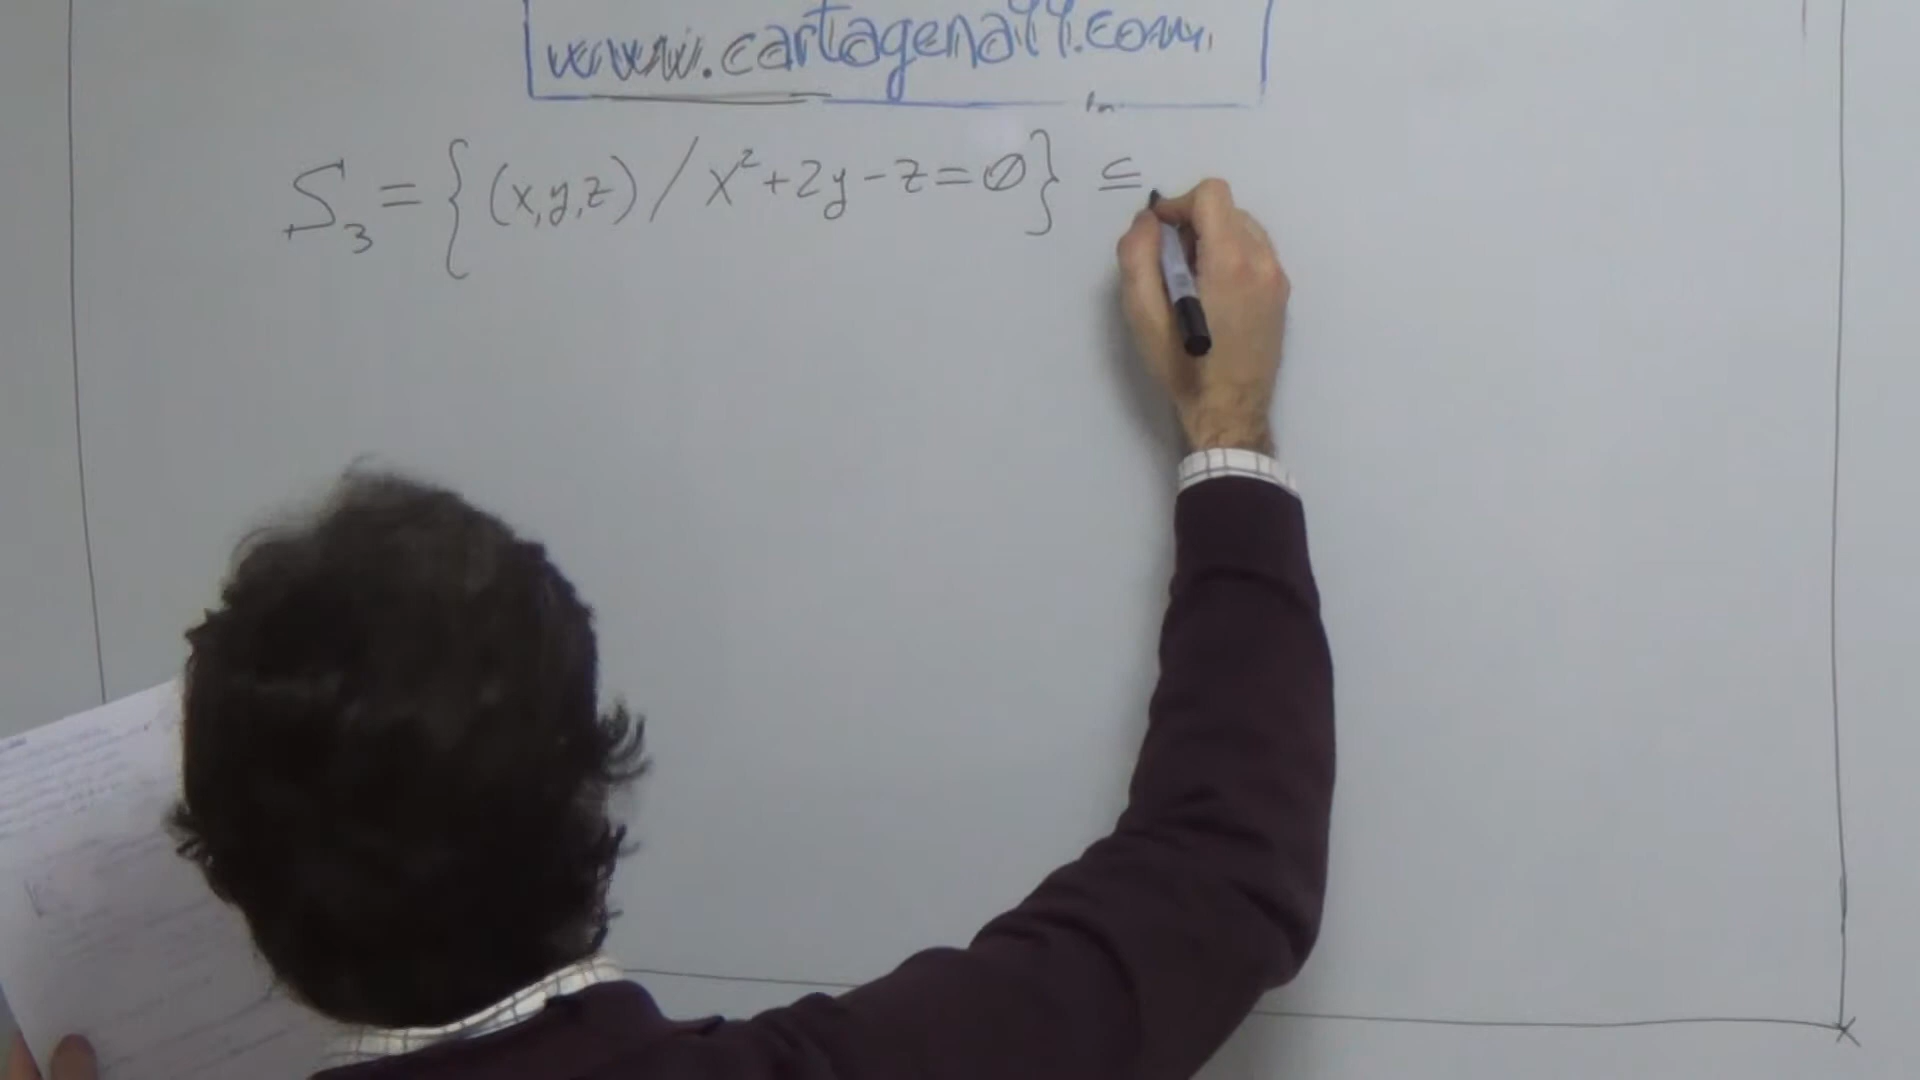 www.cartagena99.com
S₃ = { (x,y,z) / x² + 2y - z = 0 } ⊆